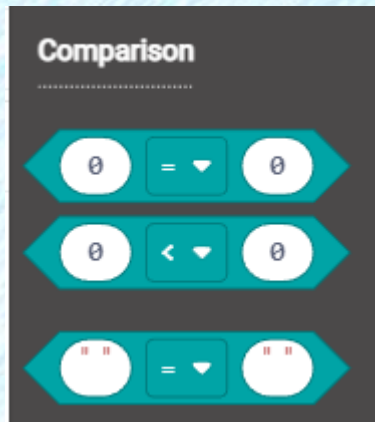 Comparison
0 = 0
0 < 0
" " = " "